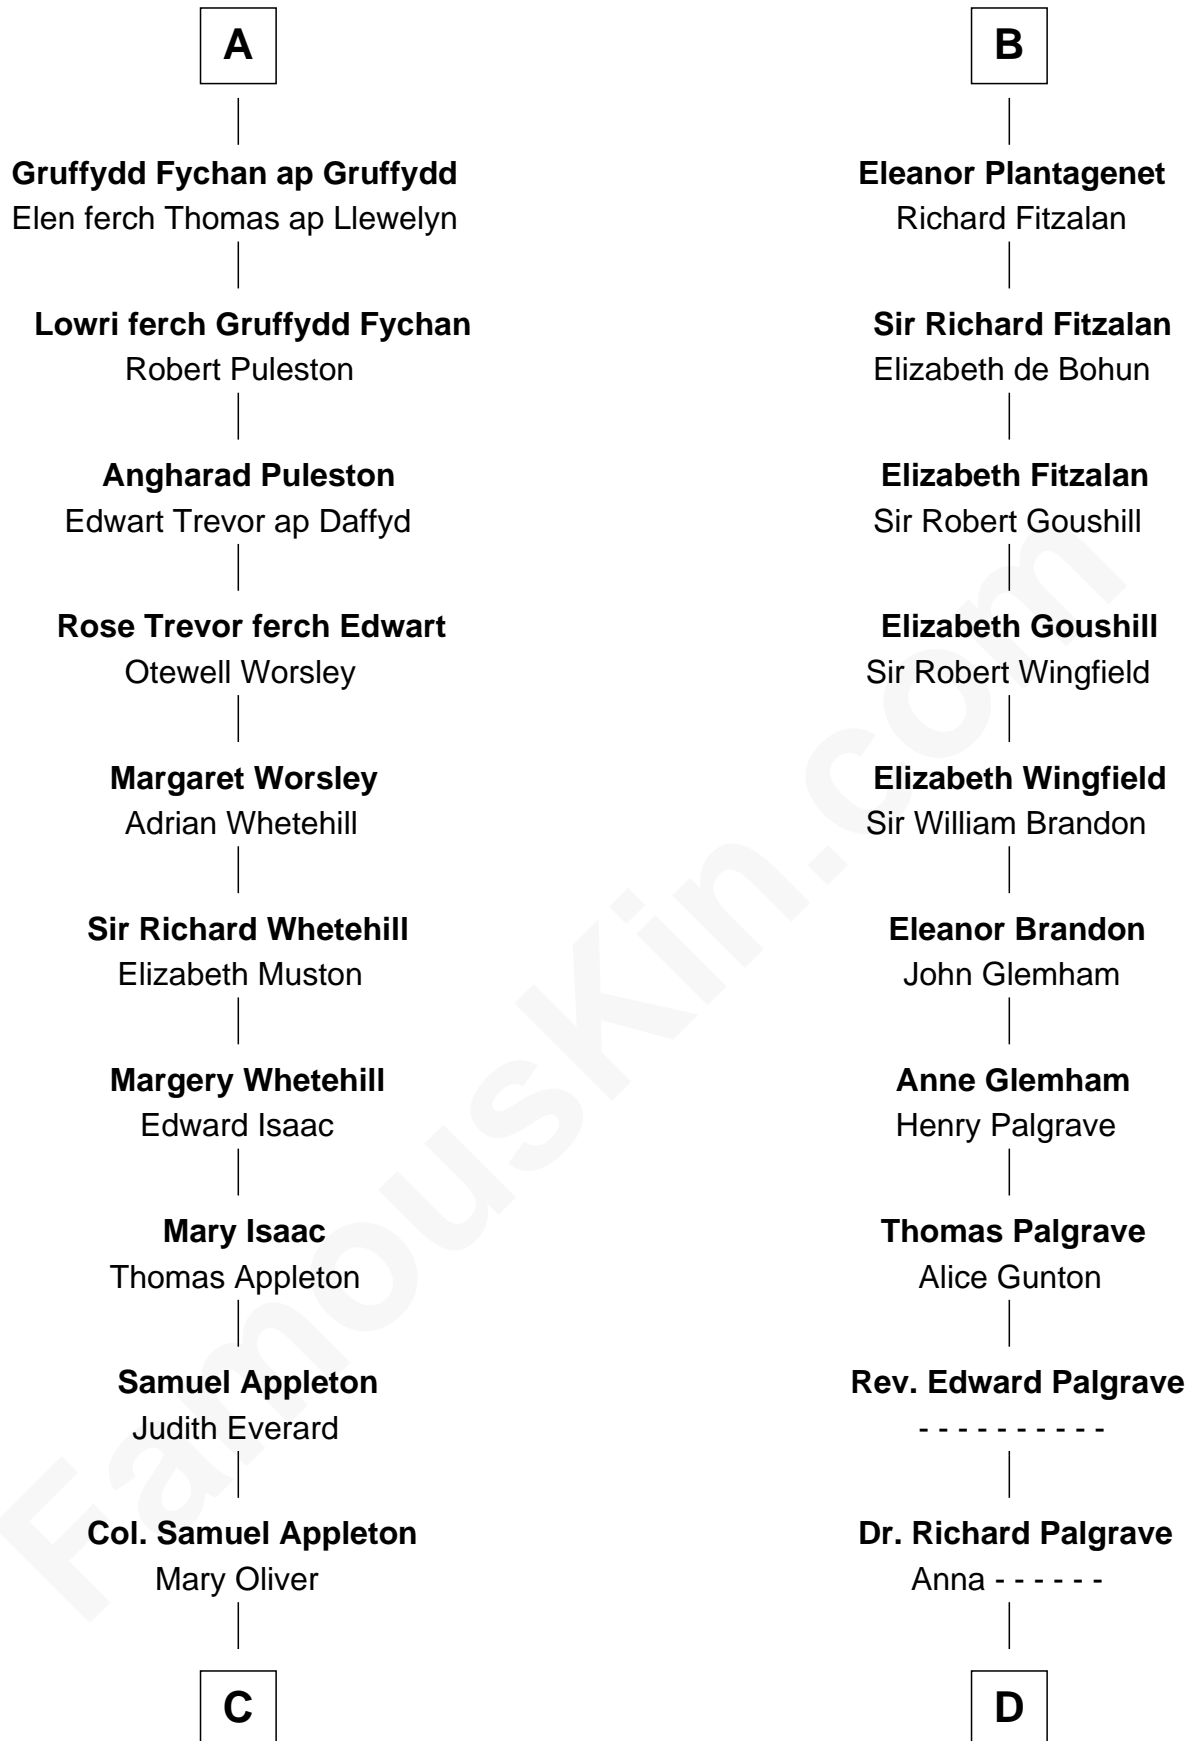 A
Gruffydd Fychan ap Gruffydd
Elen ferch Thomas ap Llewelyn
Lowri ferch Gruffydd Fychan
Robert Puleston
Angharad Puleston
Edwart Trevor ap Daffyd
Rose Trevor ferch Edwart
Otewell Worsley
Margaret Worsley
Adrian Whetehill
Sir Richard Whetehill
Elizabeth Muston
Margery Whetehill
Edward Isaac
Mary Isaac
Thomas Appleton
Samuel Appleton
Judith Everard
Col. Samuel Appleton
Mary Oliver
C
B
Eleanor Plantagenet
Richard Fitzalan
Sir Richard Fitzalan
Elizabeth de Bohun
Elizabeth Fitzalan
Sir Robert Goushill
Elizabeth Goushill
Sir Robert Wingfield
Elizabeth Wingfield
Sir William Brandon
Eleanor Brandon
John Glemham
Anne Glemham
Henry Palgrave
Thomas Palgrave
Alice Gunton
Rev. Edward Palgrave
- - - - - - - - - -
Dr. Richard Palgrave
Anna - - - - - -
D
FamousKin.com